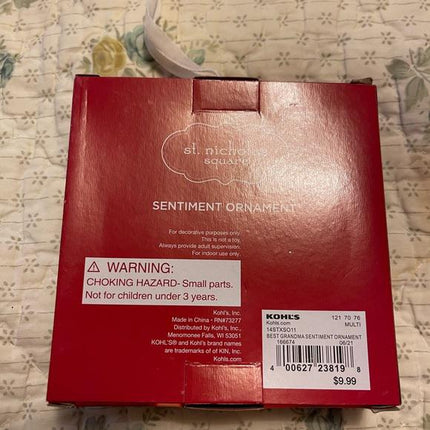 st. nicholas
square
SENTIMENT ORNAMENT
For decorative purposes only.
This is not a toy.
Always provide adult supervision.
For indoor use only.
⚠ WARNING:
CHOKING HAZARD- Small parts.
Not for children under 3 years.
Kohl's, Inc.
Made in China • RN#73277
Distributed by Kohl's, Inc.,
Menomonee Falls, WI 53051
KOHL'S® and Kohl's brand names
are trademarks of of KIN, Inc.
KOHL'S 121 70 76
Kohls.com MULTI
14STXSO11
BEST GRANDMA SENTIMENT ORNAMENT
166674 06/21
4 00627 23819 8
$9.99